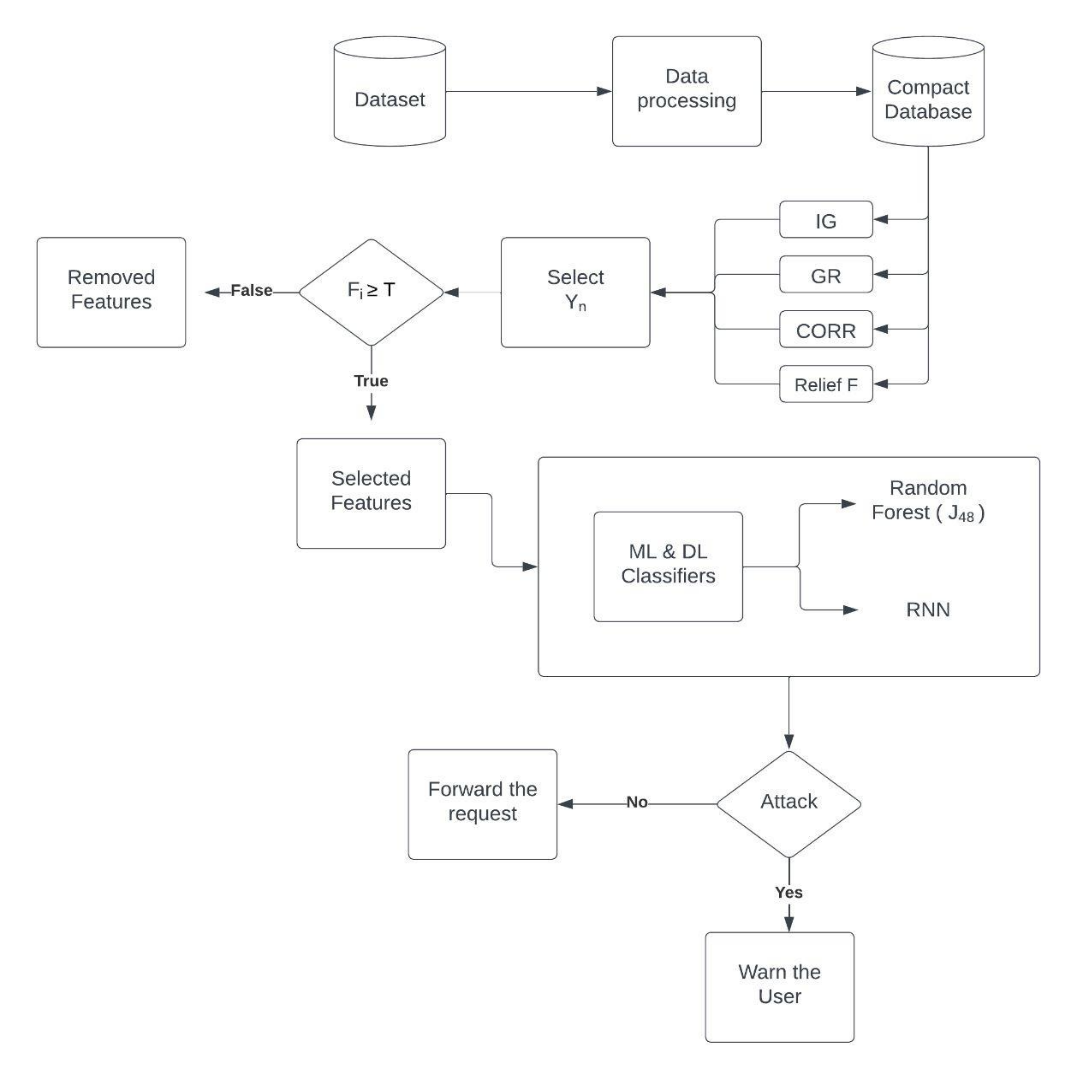 Dataset
Data
processing
Compact
Database
IG
GR
CORR
Relief F
Select
Yₙ
Fᵢ ≥ T
False
Removed
Features
True
Selected
Features
ML & DL
Classifiers
Random
Forest ( J₄₈ )
RNN
Attack
No
Forward the
request
Yes
Warn the
User